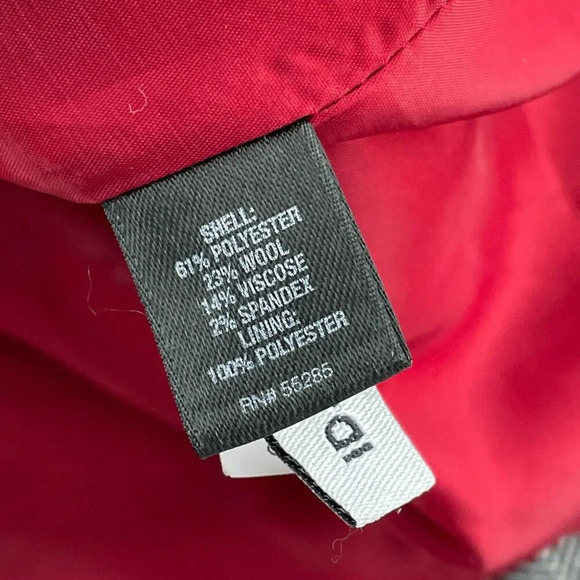 SHELL:
61% POLYESTER
23% WOOL
14% VISCOSE
2% SPANDEX
LINING:
100% POLYESTER
RN# 55285